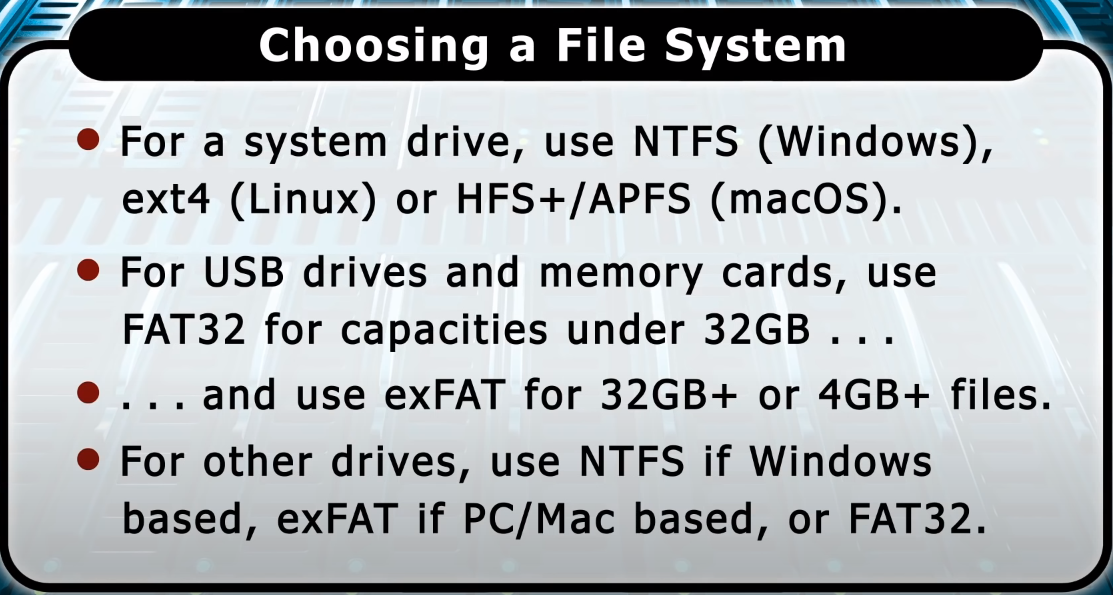 Choosing a File System
● For a system drive, use NTFS (Windows),
ext4 (Linux) or HFS+/APFS (macOS).
● For USB drives and memory cards, use
FAT32 for capacities under 32GB . . .
● . . . and use exFAT for 32GB+ or 4GB+ files.
● For other drives, use NTFS if Windows
based, exFAT if PC/Mac based, or FAT32.